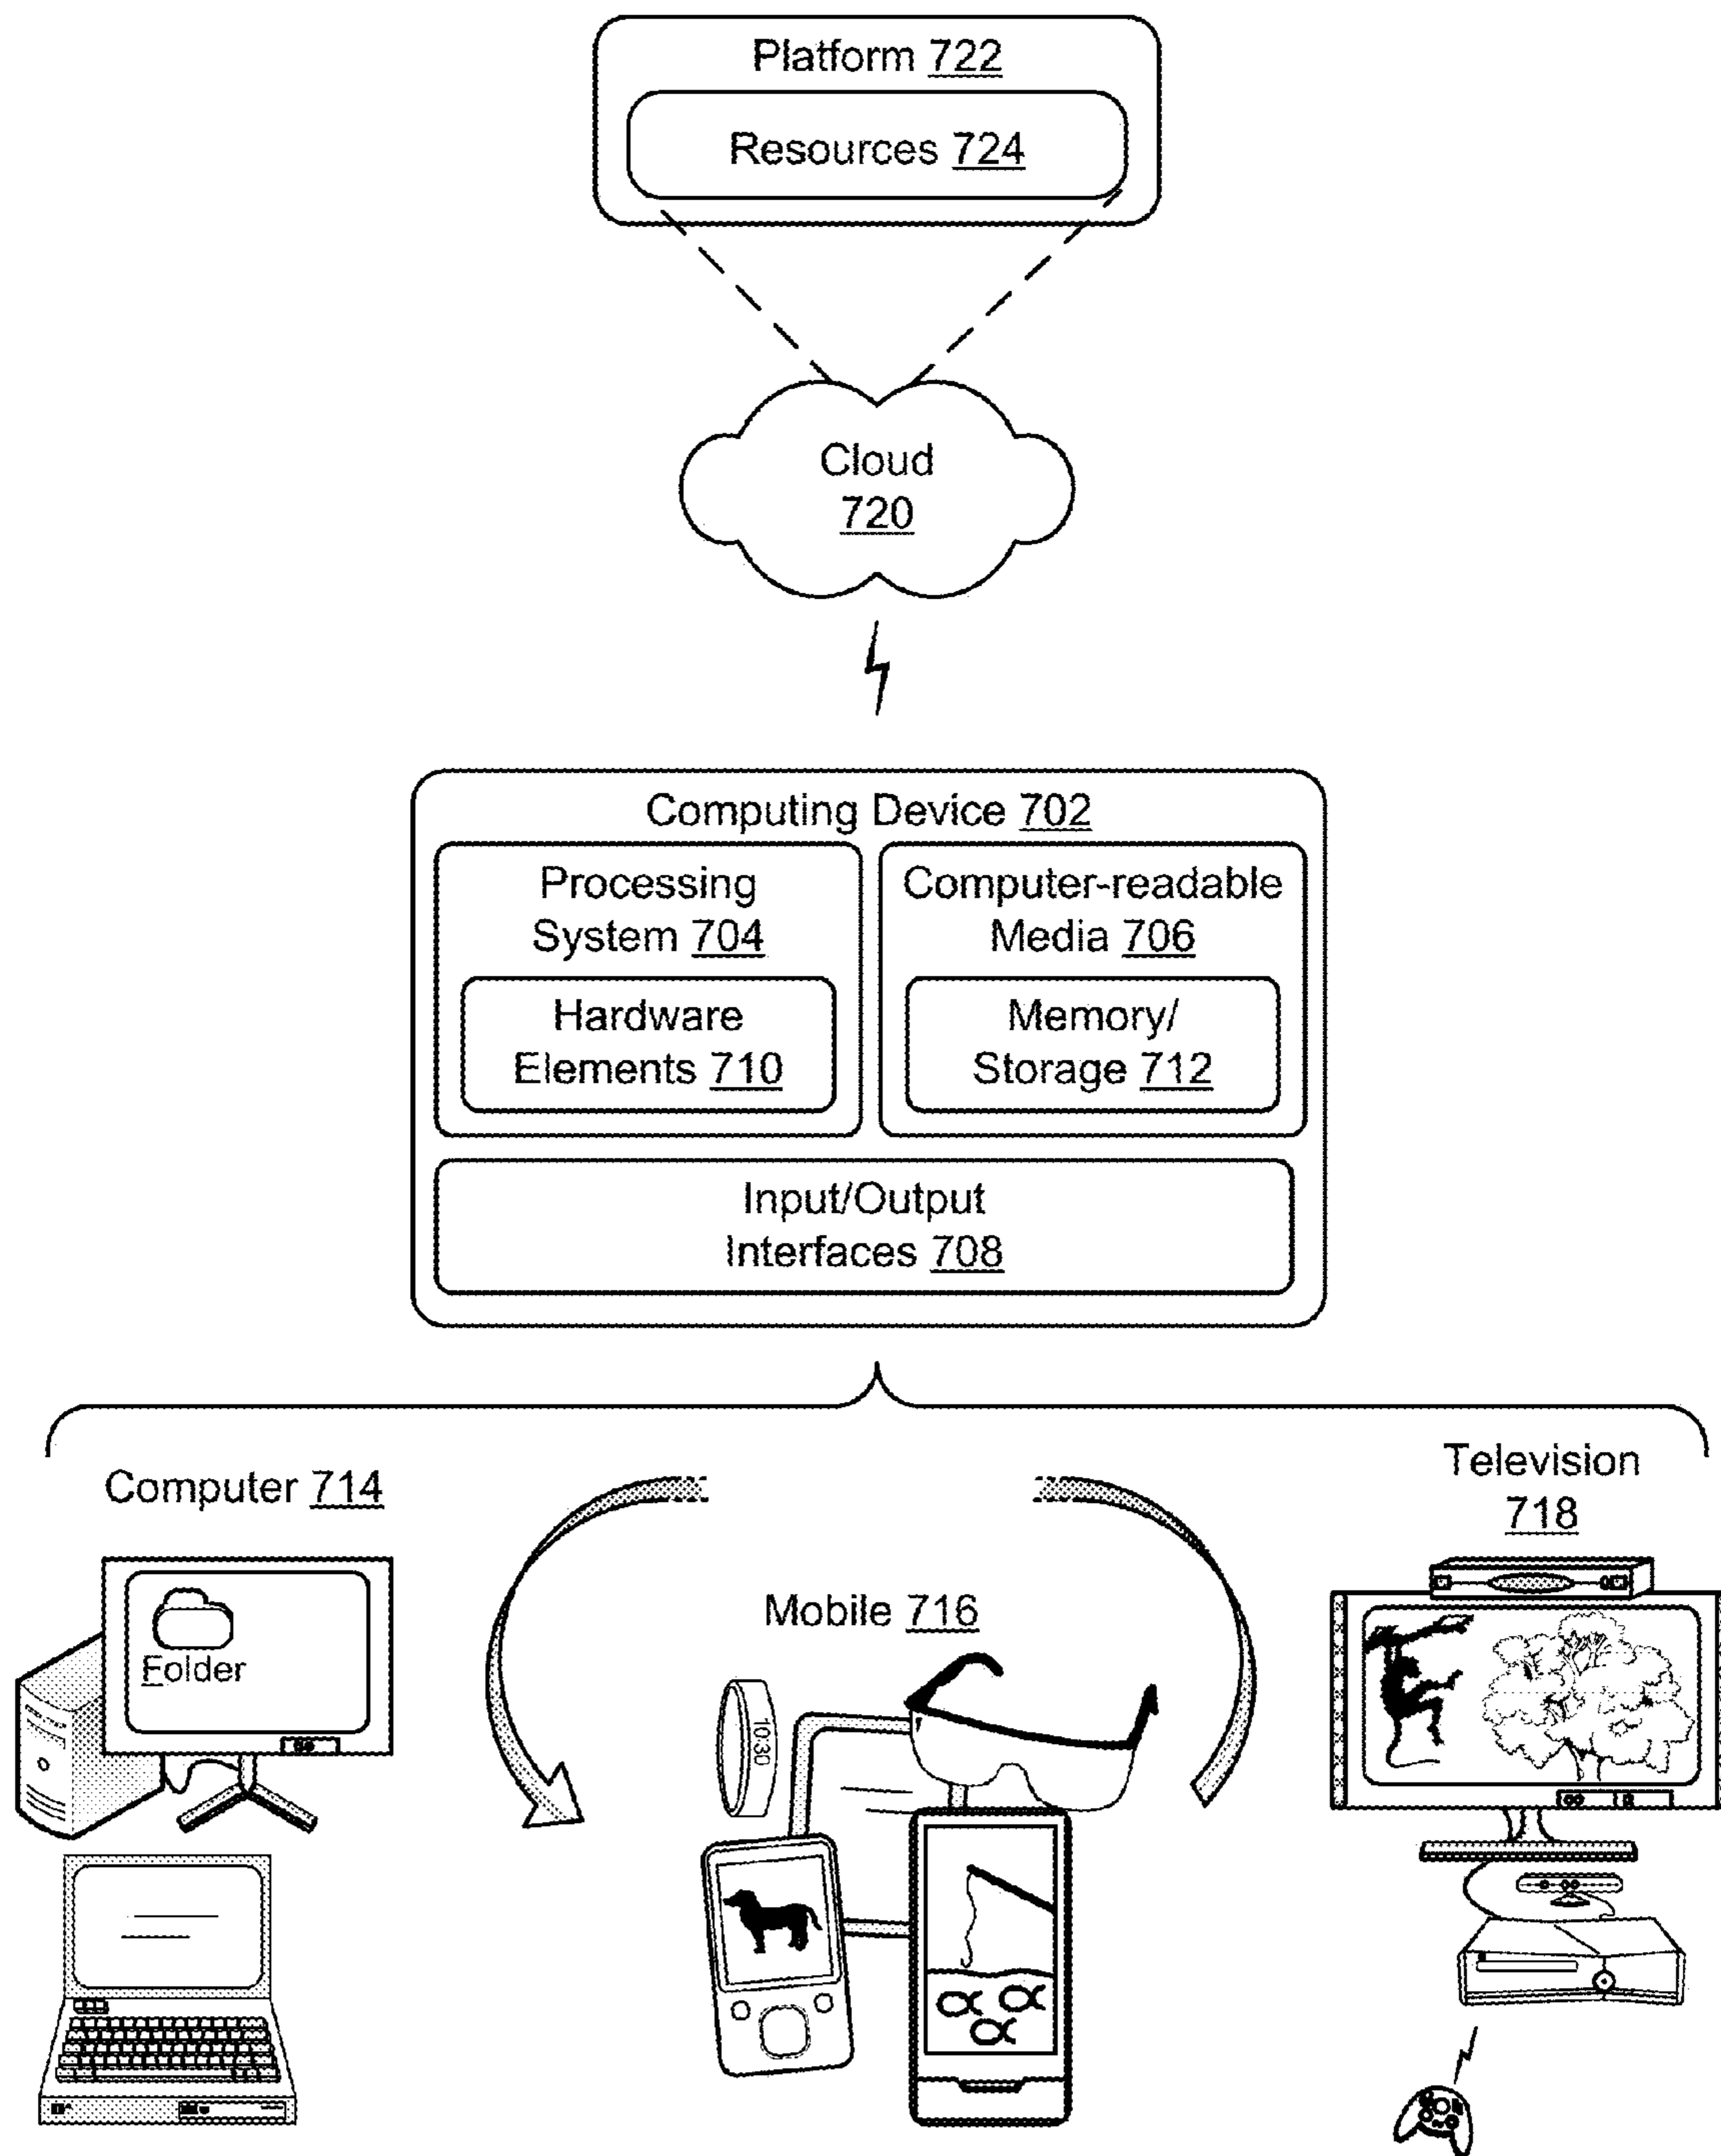 Platform 722
Resources 724
Cloud
720
Computing Device 702
Processing
System 704
Computer-readable
Media 706
Hardware
Elements 710
Memory/
Storage 712
Input/Output
Interfaces 708
Computer 714
Television
718
Mobile 716
Folder
10:30